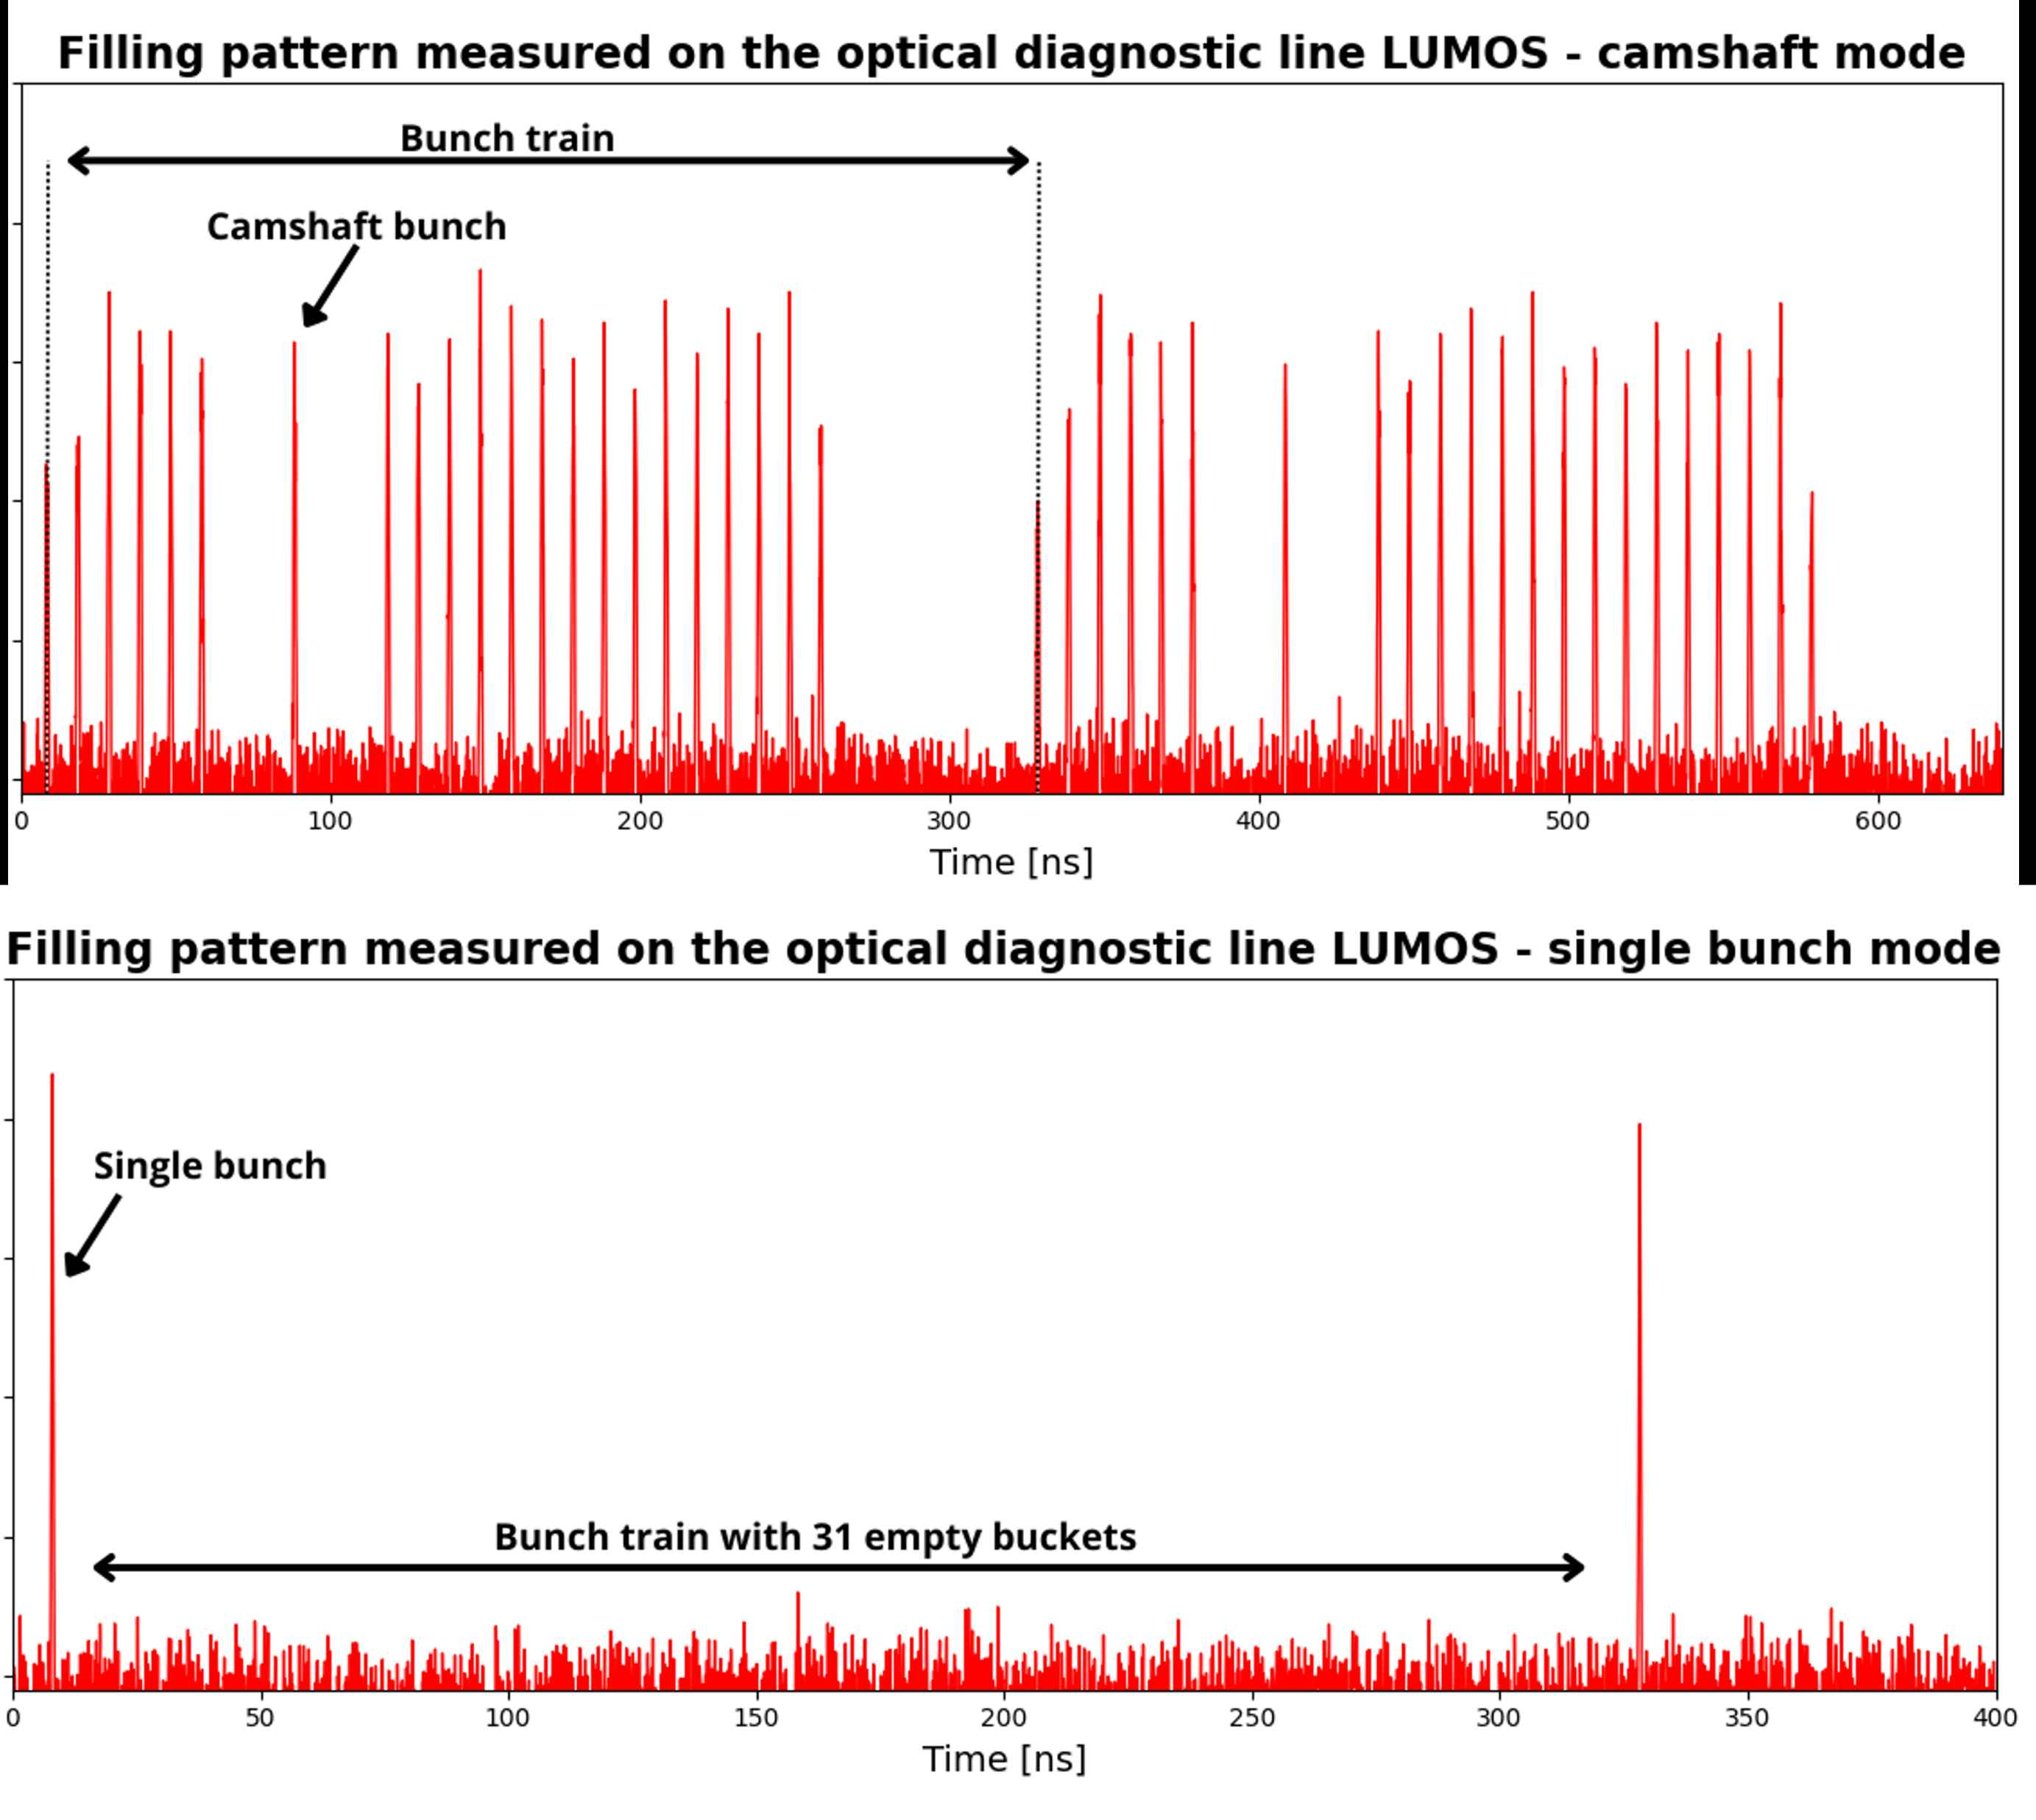 Filling pattern measured on the optical diagnostic line LUMOS - camshaft mode
Bunch train
Camshaft bunch
0 100 200 300 400 500 600
Time [ns]
Filling pattern measured on the optical diagnostic line LUMOS - single bunch mode
Single bunch
Bunch train with 31 empty buckets
0 50 100 150 200 250 300 350 400
Time [ns]